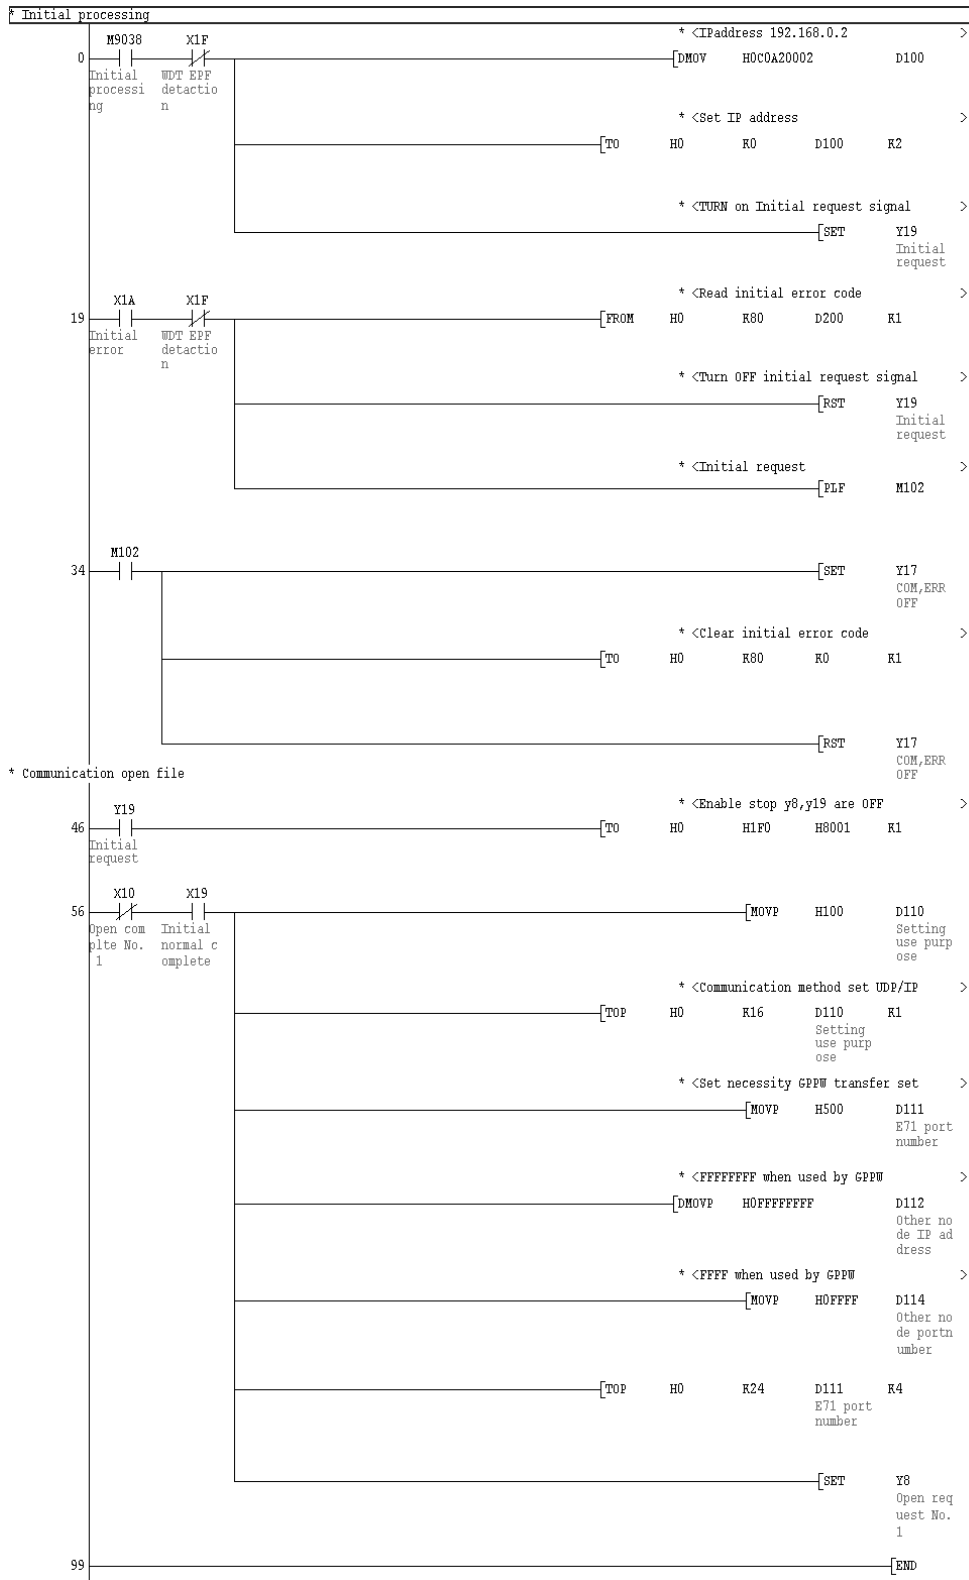 * Initial processing
* <IPaddress 192.168.0.2 >
M9038 X1F
0 [DMOV H0C0A20002 D100
Initial WDT EPF
processi detactio
ng n
* <Set IP address >
[TO H0 K0 D100 K2
* <TURN on Initial request signal >
[SET Y19
Initial
request
* <Read initial error code >
X1A X1F
19 [FROM H0 K80 D200 K1
Initial WDT EPF
error detactio
n
* <Turn OFF initial request signal >
[RST Y19
Initial
request
* <Initial request >
[PLF M102
M102
34 [SET Y17
COM,ERR
OFF
* <Clear initial error code >
[TO H0 K80 K0 K1
[RST Y17
COM,ERR
OFF
* Communication open file
* <Enable stop y8,y19 are OFF >
Y19
46 [TO H0 H1F0 H8001 K1
Initial
request
X10 X19
56 [MOVP H100 D110
Open com Initial Setting
plte No. normal c use purp
1 omplete ose
* <Communication method set UDP/IP >
[TOP H0 K16 D110 K1
Setting
use purp
ose
* <Set necessity GPPW transfer set >
[MOVP H500 D111
E71 port
number
* <FFFFFFFF when used by GPPW >
[DMOVP H0FFFFFFFF D112
Other no
de IP ad
dress
* <FFFF when used by GPPW >
[MOVP H0FFFF D114
Other no
de portn
umber
[TOP H0 K24 D111 K4
E71 port
number
[SET Y8
Open req
uest No.
1
99 [END